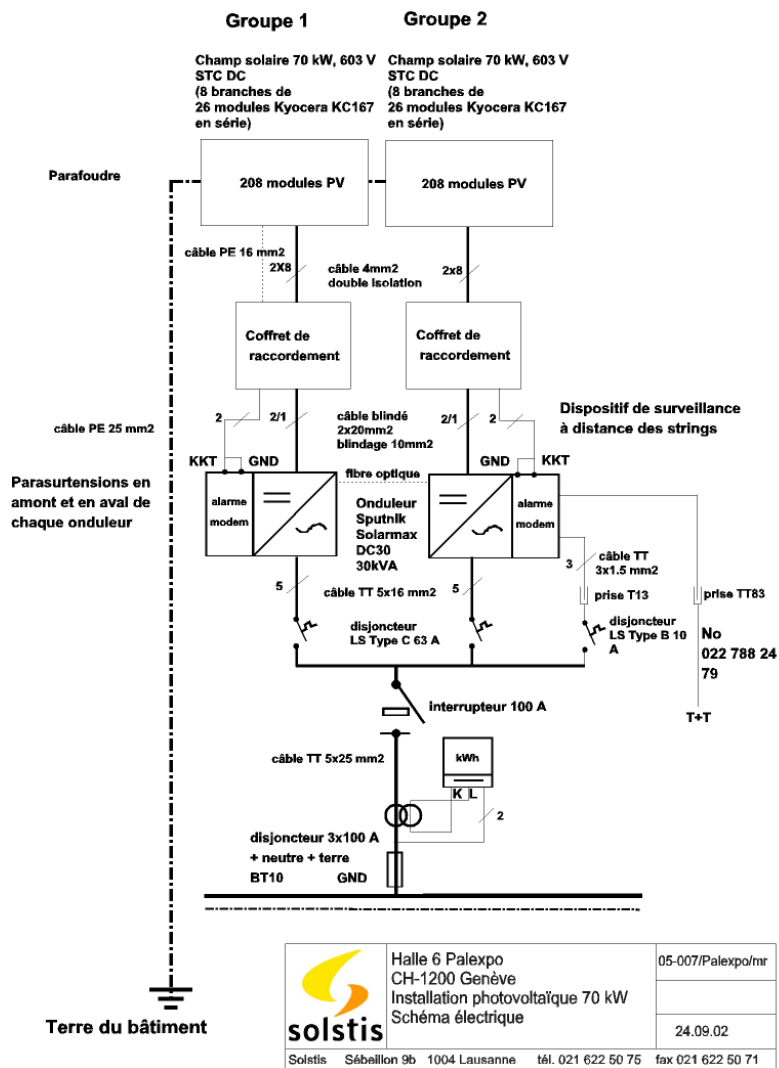 Groupe 1
Groupe 2
Champ solaire 70 kW, 603 V
STC DC
(8 branches de
26 modules Kyocera KC167
en série)
Champ solaire 70 kW, 603 V
STC DC
(8 branches de
26 modules Kyocera KC167
en série)
Parafoudre
208 modules PV
208 modules PV
câble PE 16 mm2
2X8
câble 4mm2
double isolation
2x8
Coffret de
raccordement
Coffret de
raccordement
câble PE 25 mm2
2
2/1
câble blindé
2x20mm2
blindage 10mm2
2/1
2
Dispositif de surveillance
à distance des strings
KKT
GND
fibre optique
GND
KKT
Parasurtensions en
amont et en aval de
chaque onduleur
alarme
modem
Onduleur
Sputnik
Solarmax
DC30
30kVA
alarme
modem
5
câble TT 5x16 mm2
5
3
câble TT
3x1.5 mm2
prise T13
prise TT83
disjoncteur
LS Type C 63 A
disjoncteur
LS Type B 10
A
No
022 788 24
79
T+T
interrupteur 100 A
câble TT 5x25 mm2
kWh
K L
2
disjoncteur 3x100 A
+ neutre + terre
BT10
GND
Terre du bâtiment
solstis
Halle 6 Palexpo
CH-1200 Genève
Installation photovoltaïque 70 kW
Schéma électrique
05-007/Palexpo/mr
24.09.02
Solstis Sébeillon 9b 1004 Lausanne tél. 021 622 50 75 fax 021 622 50 71